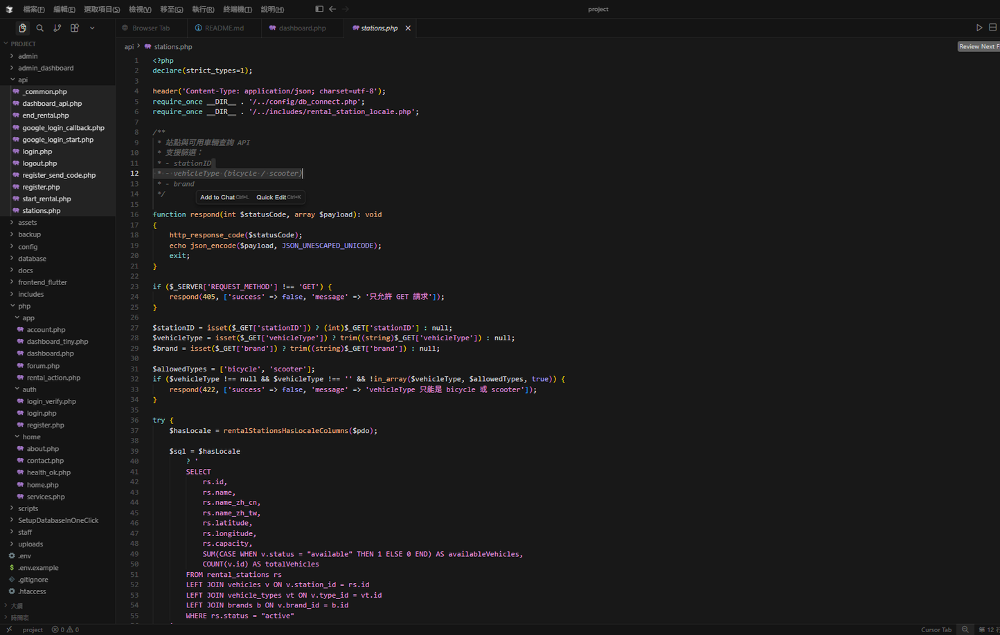 檔案(F) 編輯(E) 選取項目(S) 檢視(V) 移至(G) 執行(R) 終端機(T) 說明(H) project
Browser Tab README.md dashboard.php stations.php
PROJECT
admin
admin_dashboard
api
_common.php
dashboard_api.php
end_rental.php
google_login_callback.php
google_login_start.php
login.php
logout.php
register_send_code.php
register.php
start_rental.php
stations.php
assets
backup
config
database
docs
frontend_flutter
includes
php
app
account.php
dashboard_tiny.php
dashboard.php
forum.php
rental_action.php
auth
login_verify.php
login.php
register.php
home
about.php
contact.php
health_ok.php
home.php
services.php
scripts
SetupDatabaseInOneClick
staff
uploads
.env
.env.example
.gitignore
.htaccess
大綱
時間表
api > stations.php
Review Next F
1 <?php
2 declare(strict_types=1);
3
4 header('Content-Type: application/json; charset=utf-8');
5 require_once __DIR__ . '/../config/db_connect.php';
6 require_once __DIR__ . '/../includes/rental_station_locale.php';
7
8 /**
9 * 站點與可用車輛查詢 API
10 * 支援篩選：
11 * - stationID
12 * - vehicleType (bicycle / scooter)
13 * - brand
14 */
Add to Chat Ctrl+L Quick Edit Ctrl+K
15
16 function respond(int $statusCode, array $payload): void
17 {
18 http_response_code($statusCode);
19 echo json_encode($payload, JSON_UNESCAPED_UNICODE);
20 exit;
21 }
22
23 if ($_SERVER['REQUEST_METHOD'] !== 'GET') {
24 respond(405, ['success' => false, 'message' => '只允許 GET 請求']);
25 }
26
27 $stationID = isset($_GET['stationID']) ? (int)$_GET['stationID'] : null;
28 $vehicleType = isset($_GET['vehicleType']) ? trim((string)$_GET['vehicleType']) : null;
29 $brand = isset($_GET['brand']) ? trim((string)$_GET['brand']) : null;
30
31 $allowedTypes = ['bicycle', 'scooter'];
32 if ($vehicleType !== null && $vehicleType !== '' && !in_array($vehicleType, $allowedTypes, true)) {
33 respond(422, ['success' => false, 'message' => 'vehicleType 只能是 bicycle 或 scooter']);
34 }
35
36 try {
37 $hasLocale = rentalStationsHasLocaleColumns($pdo);
38
39 $sql = $hasLocale
40 ? '
41 SELECT
42 rs.id,
43 rs.name,
44 rs.name_zh_cn,
45 rs.name_zh_tw,
46 rs.latitude,
47 rs.longitude,
48 rs.capacity,
49 SUM(CASE WHEN v.status = "available" THEN 1 ELSE 0 END) AS availableVehicles,
50 COUNT(v.id) AS totalVehicles
51 FROM rental_stations rs
52 LEFT JOIN vehicles v ON v.station_id = rs.id
53 LEFT JOIN vehicle_types vt ON v.type_id = vt.id
54 LEFT JOIN brands b ON v.brand_id = b.id
55 WHERE rs.status = "active"
project 0 0 Cursor Tab 第 12